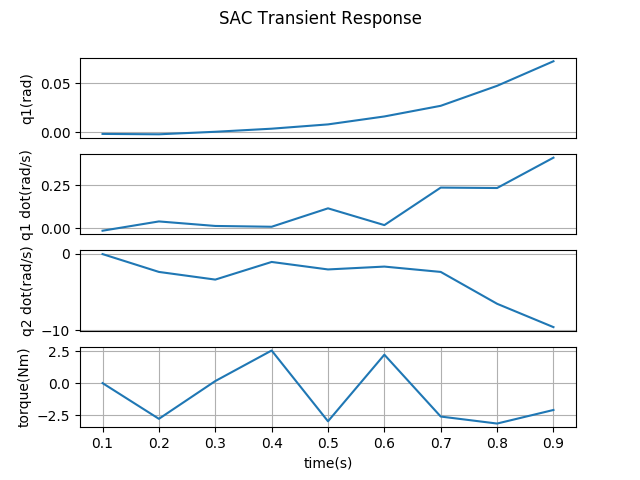 SAC Transient Response
q1(rad)
0.05
0.00
q1 dot(rad/s)
0.25
0.00
q2 dot(rad/s)
0
−10
torque(Nm)
2.5
0.0
−2.5
0.1 0.2 0.3 0.4 0.5 0.6 0.7 0.8 0.9
time(s)